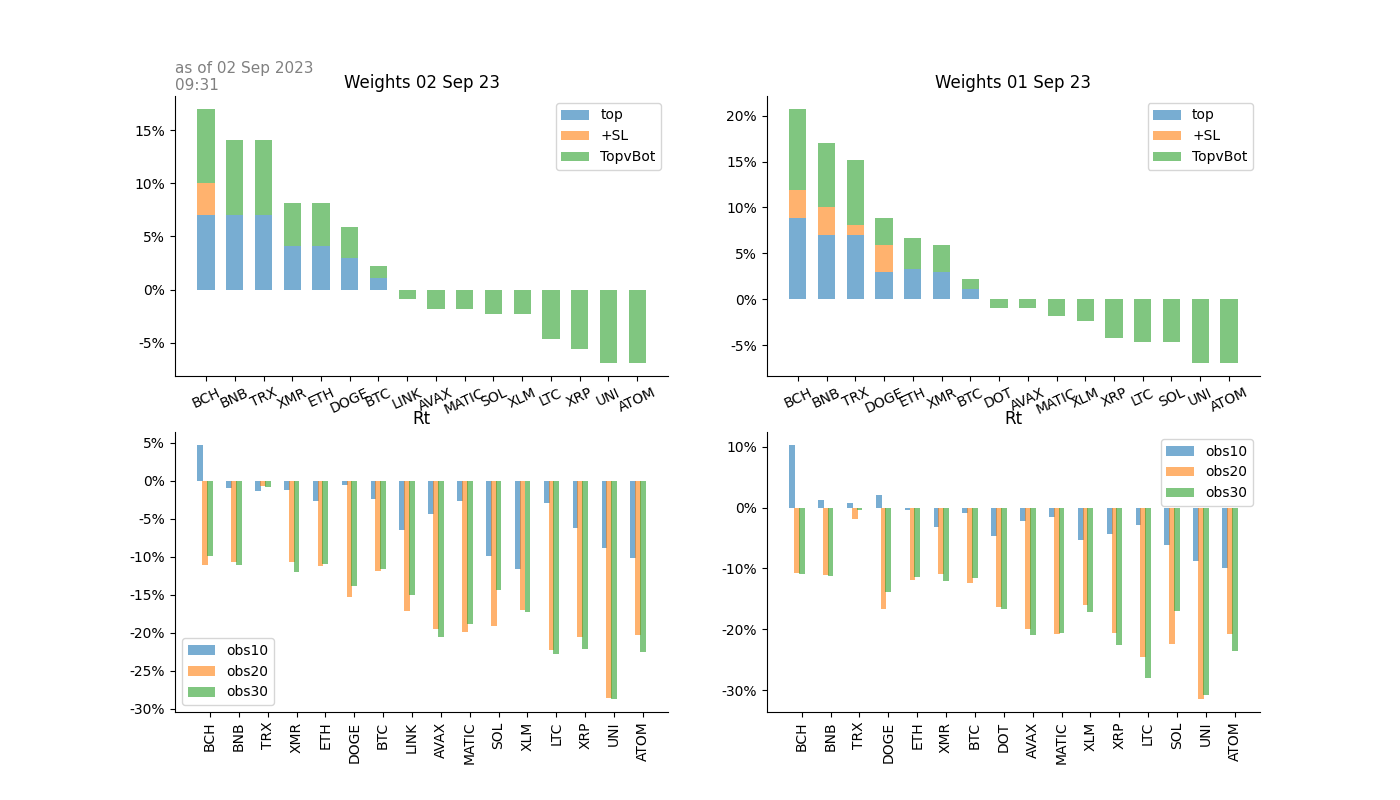 as of 02 Sep 2023
09:31
Weights 02 Sep 23
15%
10%
5%
0%
-5%
top
+SL
TopvBot
BCH BNB TRX XMR ETH DOGE BTC LINK AVAX MATIC SOL XLM LTC XRP UNI ATOM
Weights 01 Sep 23
20%
15%
10%
5%
0%
-5%
top
+SL
TopvBot
BCH BNB TRX DOGE ETH XMR BTC DOT AVAX MATIC XLM XRP LTC SOL UNI ATOM
Rt
5%
0%
-5%
-10%
-15%
-20%
-25%
-30%
obs10
obs20
obs30
BCH BNB TRX XMR ETH DOGE BTC LINK AVAX MATIC SOL XLM LTC XRP UNI ATOM
Rt
10%
0%
-10%
-20%
-30%
obs10
obs20
obs30
BCH BNB TRX DOGE ETH XMR BTC DOT AVAX MATIC XLM XRP LTC SOL UNI ATOM